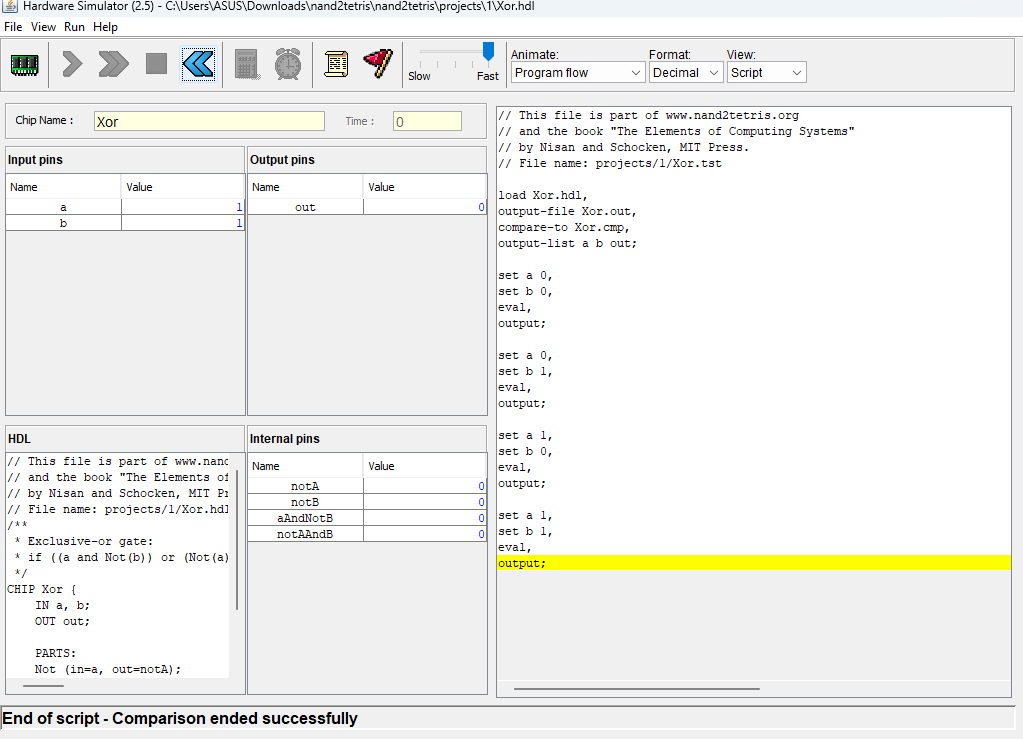 Hardware Simulator (2.5) - C:\Users\ASUS\Downloads\nand2tetris\nand2tetris\projects\1\Xor.hdl
File View Run Help
Slow Fast
Animate: Format: View:
Program flow Decimal Script
Chip Name : Xor Time : 0
Input pins
Name Value
a 1
b 1
Output pins
Name Value
out 0
HDL
// This file is part of www.nand
// and the book "The Elements of
// by Nisan and Schocken, MIT Pr
// File name: projects/1/Xor.hdl
/**
* Exclusive-or gate:
* if ((a and Not(b)) or (Not(a)
*/
CHIP Xor {
IN a, b;
OUT out;
PARTS:
Not (in=a, out=notA);
Internal pins
Name Value
notA 0
notB 0
aAndNotB 0
notAAndB 0
// This file is part of www.nand2tetris.org
// and the book "The Elements of Computing Systems"
// by Nisan and Schocken, MIT Press.
// File name: projects/1/Xor.tst
load Xor.hdl,
output-file Xor.out,
compare-to Xor.cmp,
output-list a b out;
set a 0,
set b 0,
eval,
output;
set a 0,
set b 1,
eval,
output;
set a 1,
set b 0,
eval,
output;
set a 1,
set b 1,
eval,
output;
End of script - Comparison ended successfully